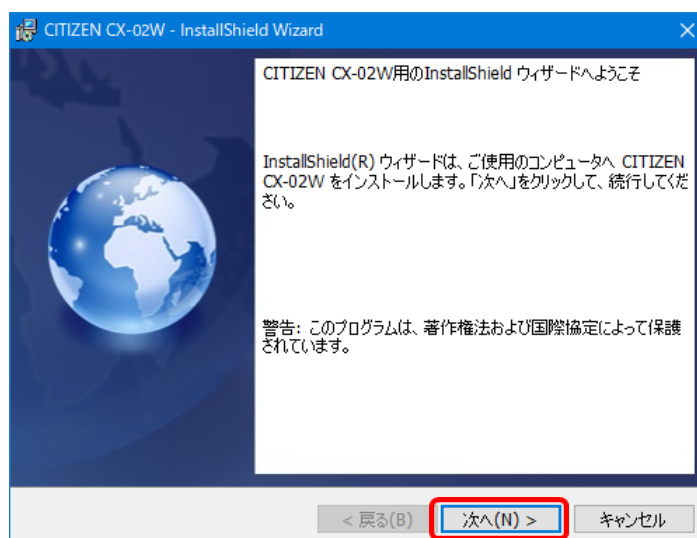 CITIZEN CX-02W - InstallShield Wizard
CITIZEN CX-02W用のInstallShield ウィザードへようこそ
InstallShield(R) ウィザードは、ご使用のコンピュータへ CITIZEN
CX-02W をインストールします。「次へ」をクリックして、続行してくだ
さい。
警告: このプログラムは、著作権法および国際協定によって保護
されています。
< 戻る(B)
次へ(N) >
キャンセル